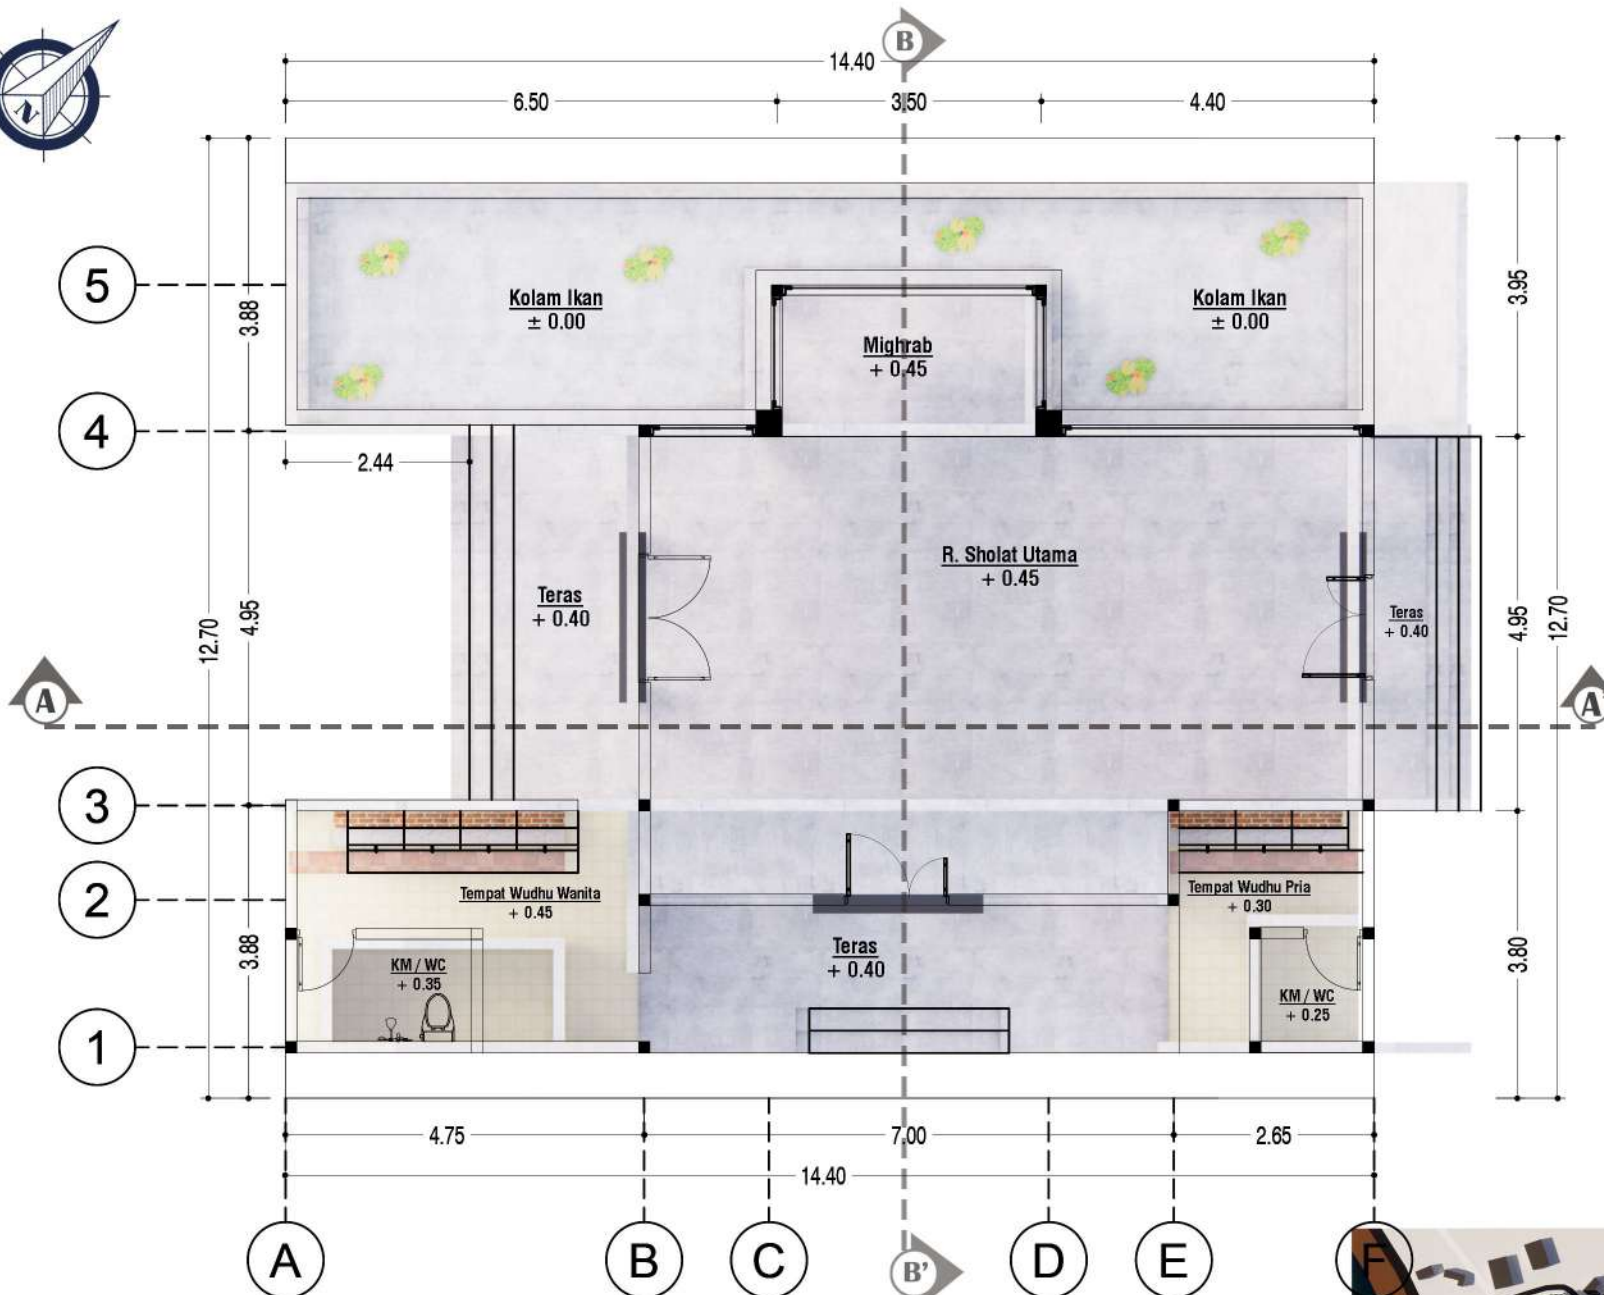 B
14.40
6.50
3.50
4.40
N
5
Kolam Ikan
± 0.00
Kolam Ikan
± 0.00
3.88
3.95
Mighrab
+ 0.45
4
2.44
R. Sholat Utama
+ 0.45
Teras
+ 0.40
Teras
+ 0.40
12.70
4.95
4.95
12.70
A
A
3
2
Tempat Wudhu Wanita
+ 0.45
Tempat Wudhu Pria
+ 0.30
Teras
+ 0.40
3.88
3.80
KM / WC
+ 0.35
KM / WC
+ 0.25
1
4.75
7.00
2.65
14.40
A
B
C
B'
D
E
F